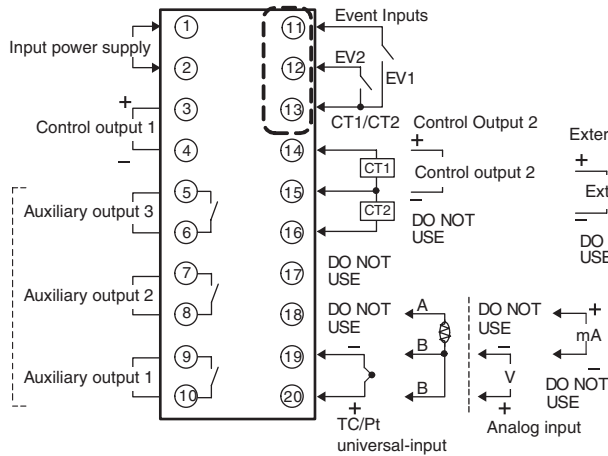 Input power supply
1
2
+
Control output 1
–
3
4
Auxiliary output 3
5
6
Auxiliary output 2
7
8
Auxiliary output 1
9
10
11
12
13
14
15
16
17
18
19
20
Event Inputs
EV2
EV1
CT1/CT2
CT1
CT2
Control Output 2
+
Control output 2
–
DO NOT
USE
+
–
DO NOT
USE
DO NOT
USE
–
+
TC/Pt
universal-input
A
B
B
DO NOT
USE
–
V
+
+
mA
–
DO NOT
USE
Analog input
DO